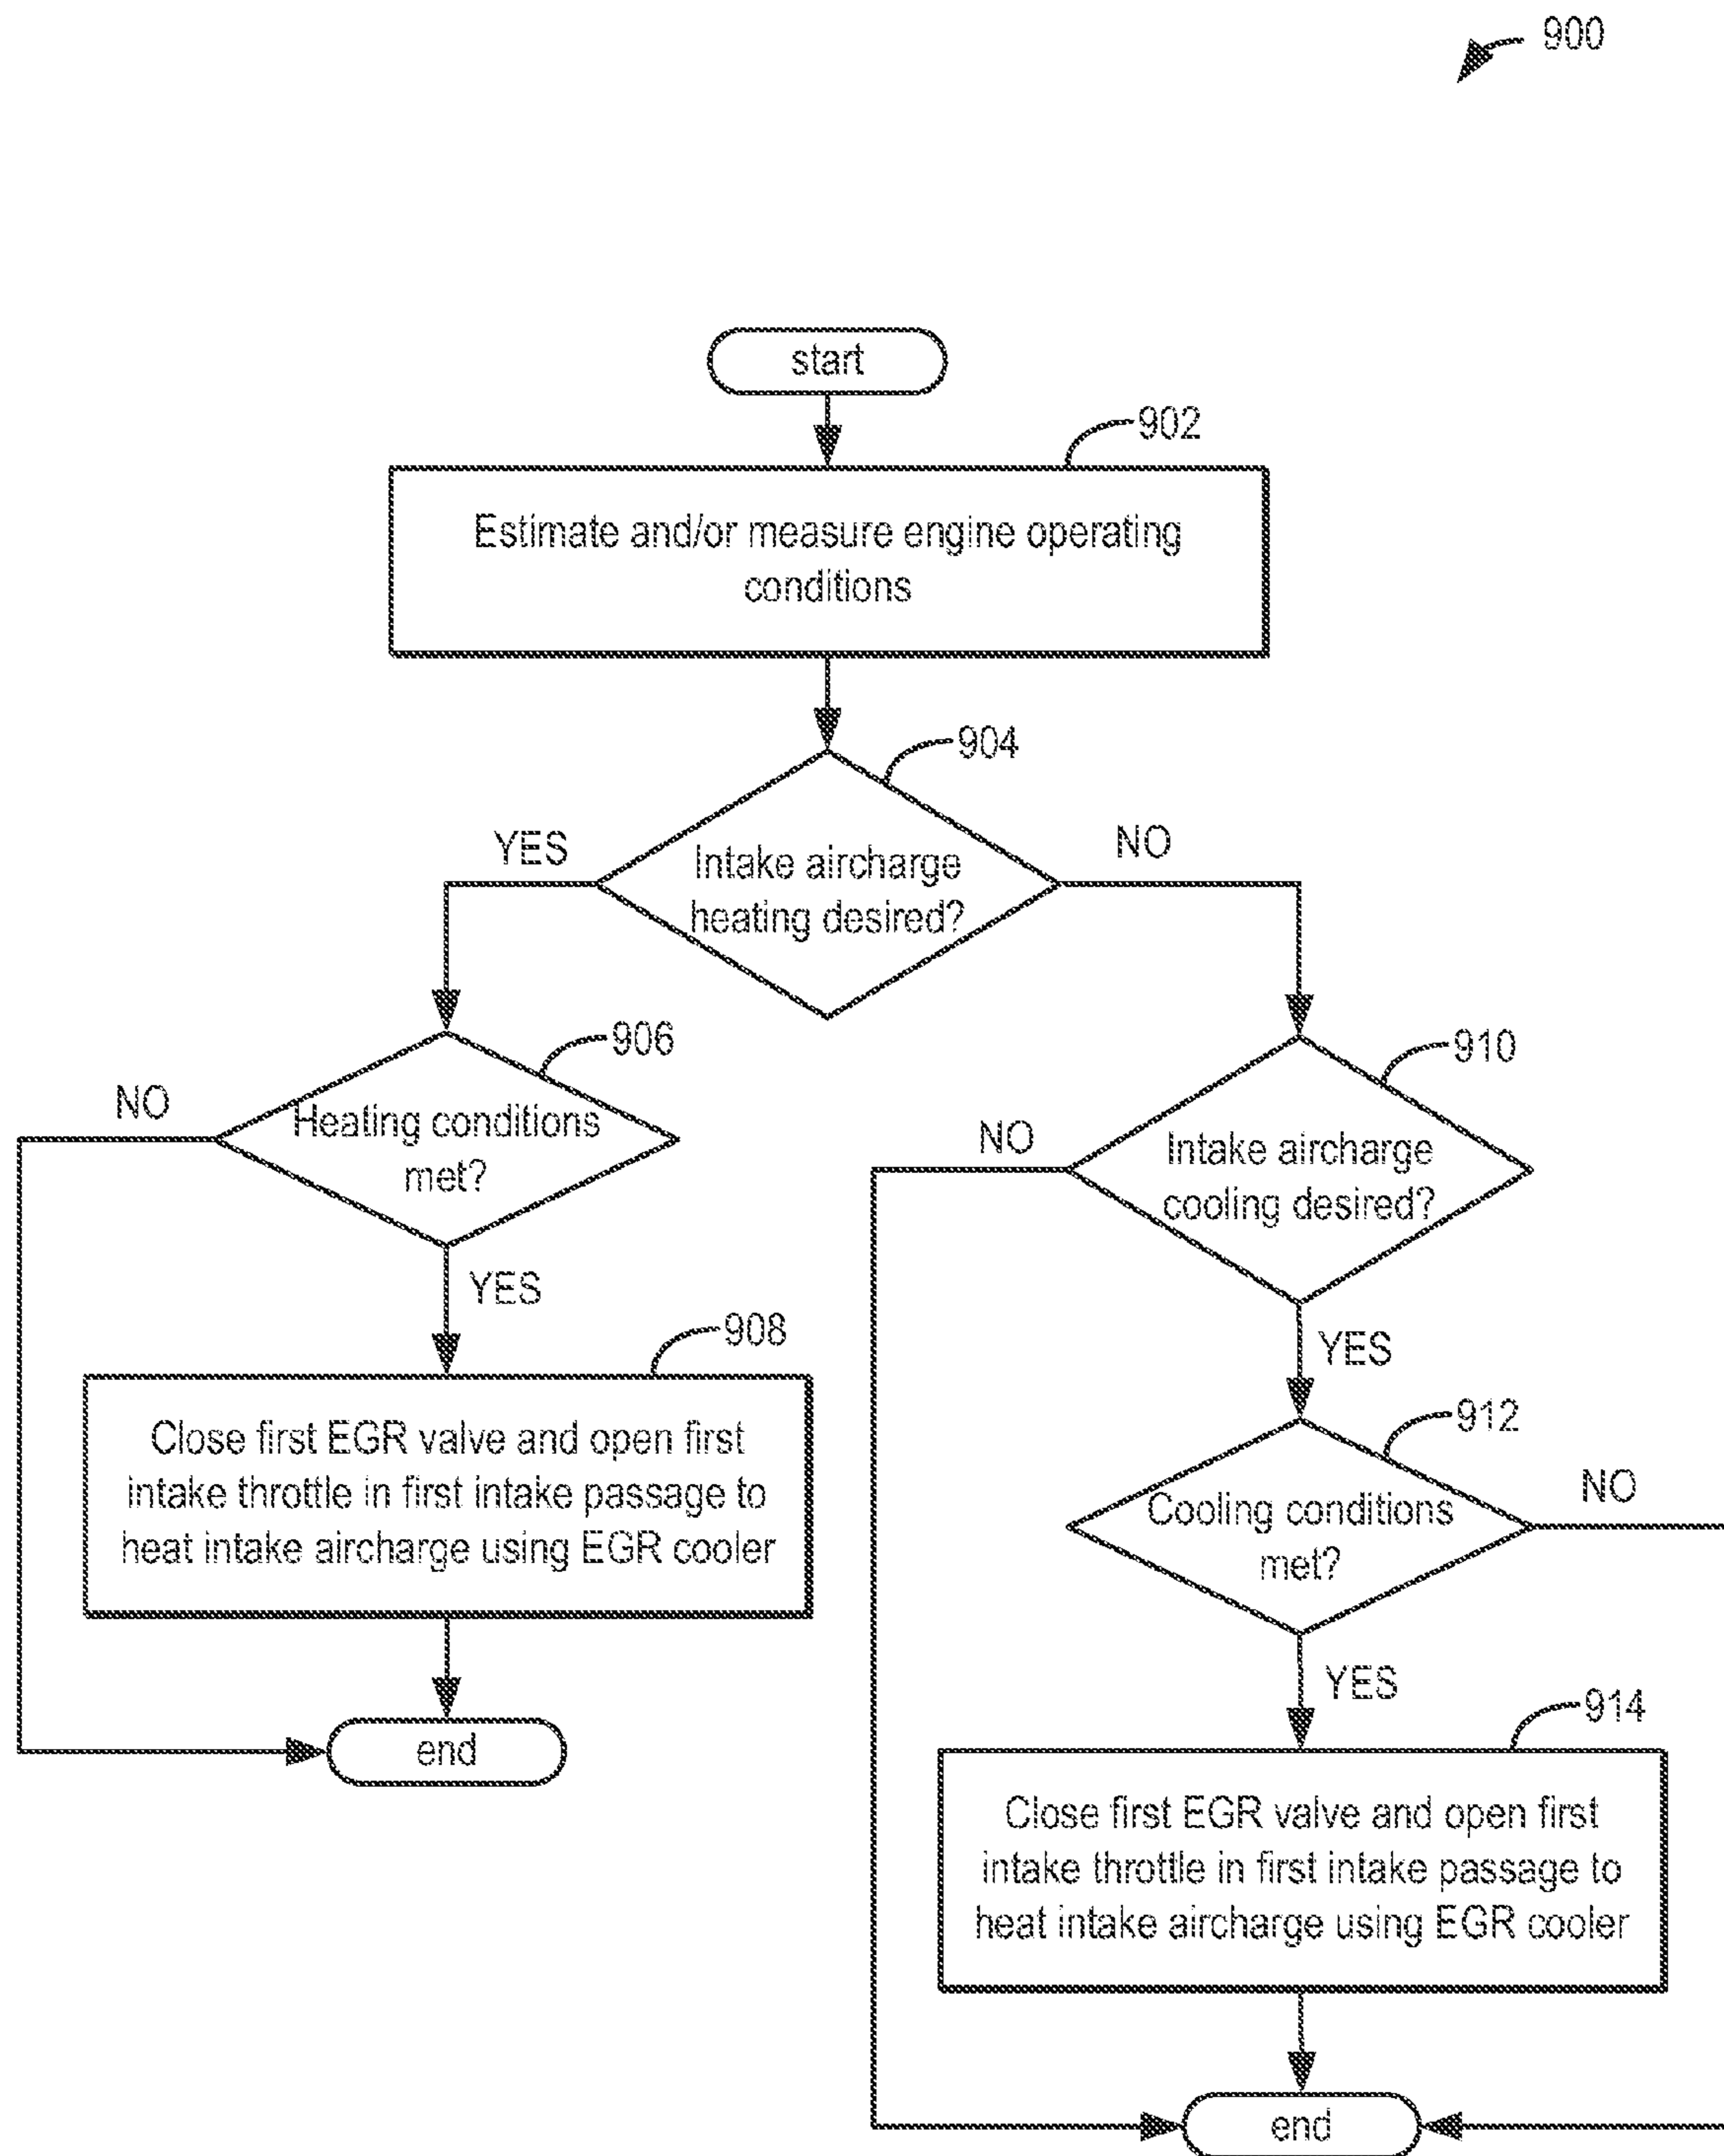 900
start
902
Estimate and/or measure engine operating
conditions
904
YES
NO
Intake aircharge
heating desired?
906
NO
Heating conditions
met?
YES
908
Close first EGR valve and open first
intake throttle in first intake passage to
heat intake aircharge using EGR cooler
end
910
NO
Intake aircharge
cooling desired?
YES
912
NO
Cooling conditions
met?
YES
914
Close first EGR valve and open first
intake throttle in first intake passage to
heat intake aircharge using EGR cooler
end